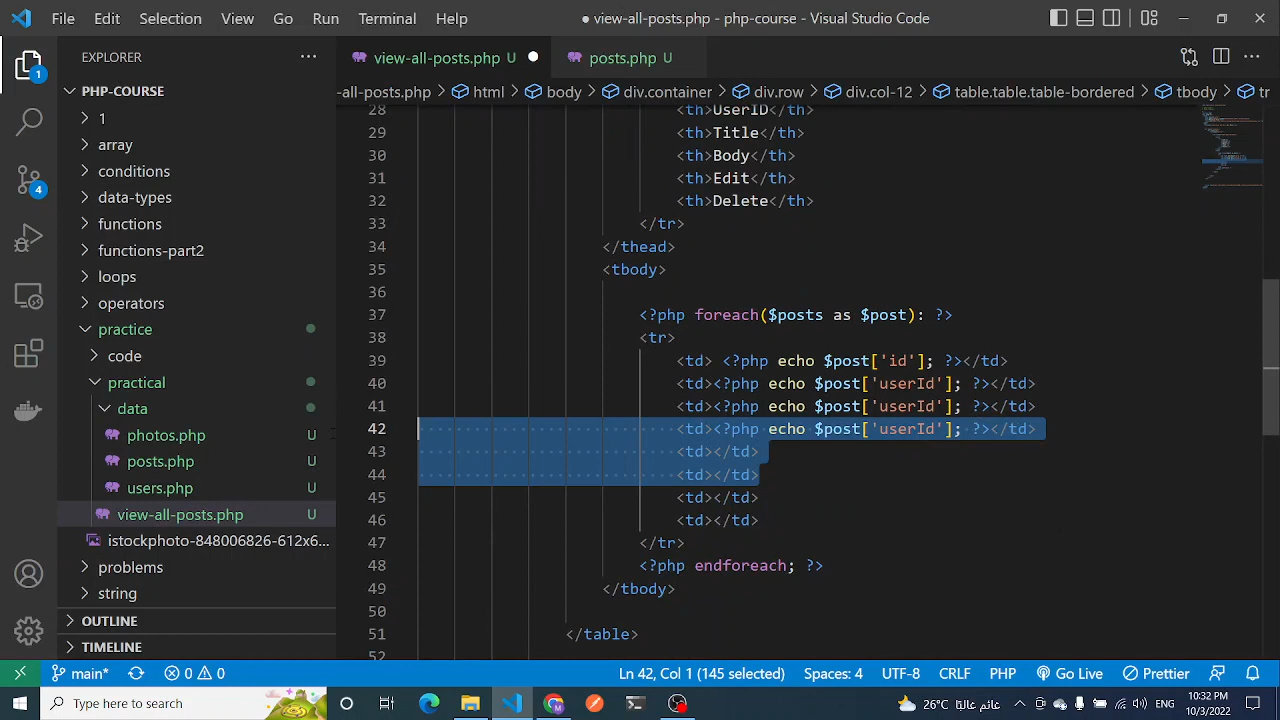 File Edit Selection View Go Run Terminal Help
● view-all-posts.php - php-course - Visual Studio Code
EXPLORER
view-all-posts.php U
posts.php U
PHP-COURSE
-all-posts.php > html > body > div.container > div.row > div.col-12 > table.table.table-bordered > tbody > tr
1
array
conditions
data-types
functions
functions-part2
loops
operators
practice
code
practical
data
photos.php U
posts.php U
users.php U
view-all-posts.php U
istockphoto-848006826-612x6...
problems
string
OUTLINE
TIMELINE
1
4
28 <th>UserID</th>
29 <th>Title</th>
30 <th>Body</th>
31 <th>Edit</th>
32 <th>Delete</th>
33 </tr>
34 </thead>
35 <tbody>
36
37 <?php foreach($posts as $post): ?>
38 <tr>
39 <td> <?php echo $post['id']; ?></td>
40 <td><?php echo $post['userId']; ?></td>
41 <td><?php echo $post['userId']; ?></td>
42 <td><?php echo $post['userId']; ?></td>
43 <td></td>
44 <td></td>
45 <td></td>
46 <td></td>
47 </tr>
48 <?php endforeach; ?>
49 </tbody>
50
51 </table>
52
main* 0 0 Ln 42, Col 1 (145 selected) Spaces: 4 UTF-8 CRLF PHP Go Live Prettier
Type here to search
26°C
10:32 PM
10/3/2022